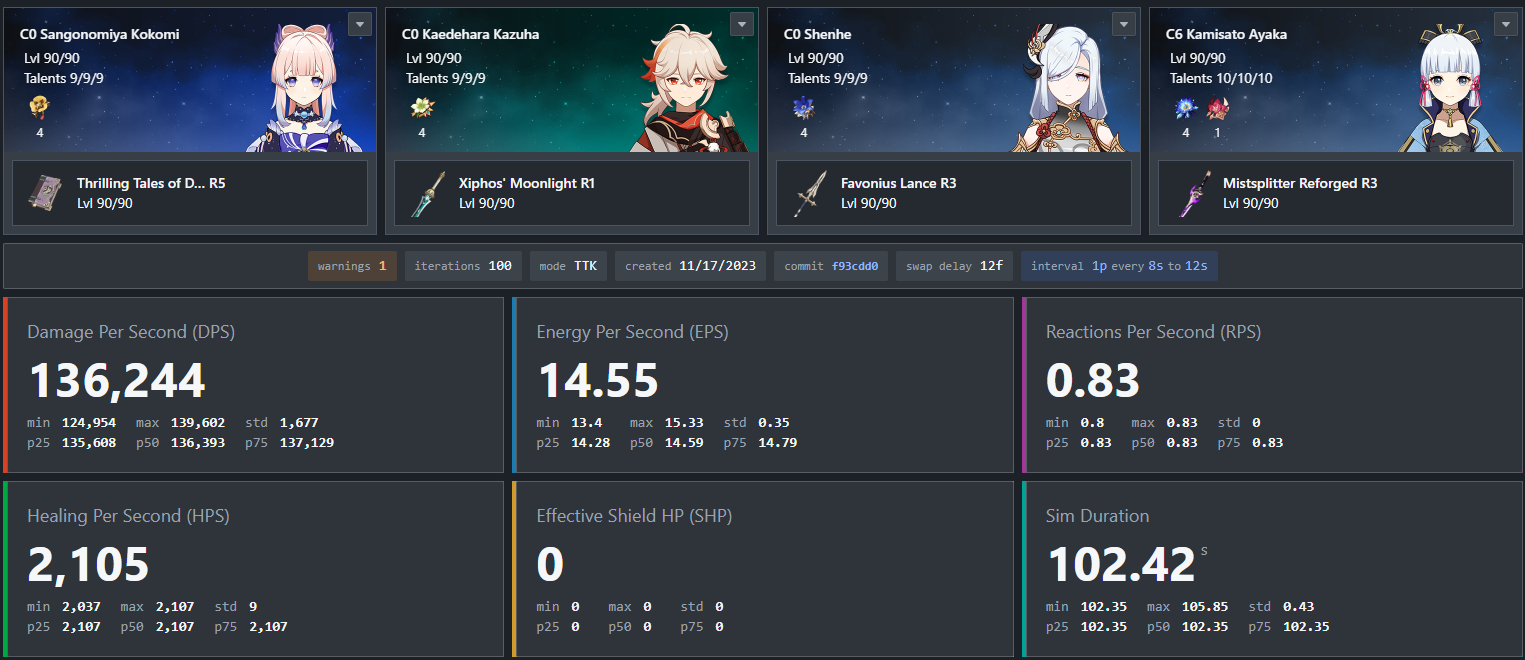 C0 Sangonomiya Kokomi
Lvl 90/90
Talents 9/9/9
4
Thrilling Tales of D... R5
Lvl 90/90
C0 Kaedehara Kazuha
Lvl 90/90
Talents 9/9/9
4
Xiphos' Moonlight R1
Lvl 90/90
C0 Shenhe
Lvl 90/90
Talents 9/9/9
4
Favonius Lance R3
Lvl 90/90
C6 Kamisato Ayaka
Lvl 90/90
Talents 10/10/10
4 1
Mistsplitter Reforged R3
Lvl 90/90
warnings 1 iterations 100 mode TTK created 11/17/2023 commit f93cdd0 swap delay 12f interval 1p every 8s to 12s
Damage Per Second (DPS)
136,244
min 124,954 max 139,602 std 1,677
p25 135,608 p50 136,393 p75 137,129
Energy Per Second (EPS)
14.55
min 13.4 max 15.33 std 0.35
p25 14.28 p50 14.59 p75 14.79
Reactions Per Second (RPS)
0.83
min 0.8 max 0.83 std 0
p25 0.83 p50 0.83 p75 0.83
Healing Per Second (HPS)
2,105
min 2,037 max 2,107 std 9
p25 2,107 p50 2,107 p75 2,107
Effective Shield HP (SHP)
0
min 0 max 0 std 0
p25 0 p50 0 p75 0
Sim Duration
102.42 s
min 102.35 max 105.85 std 0.43
p25 102.35 p50 102.35 p75 102.35